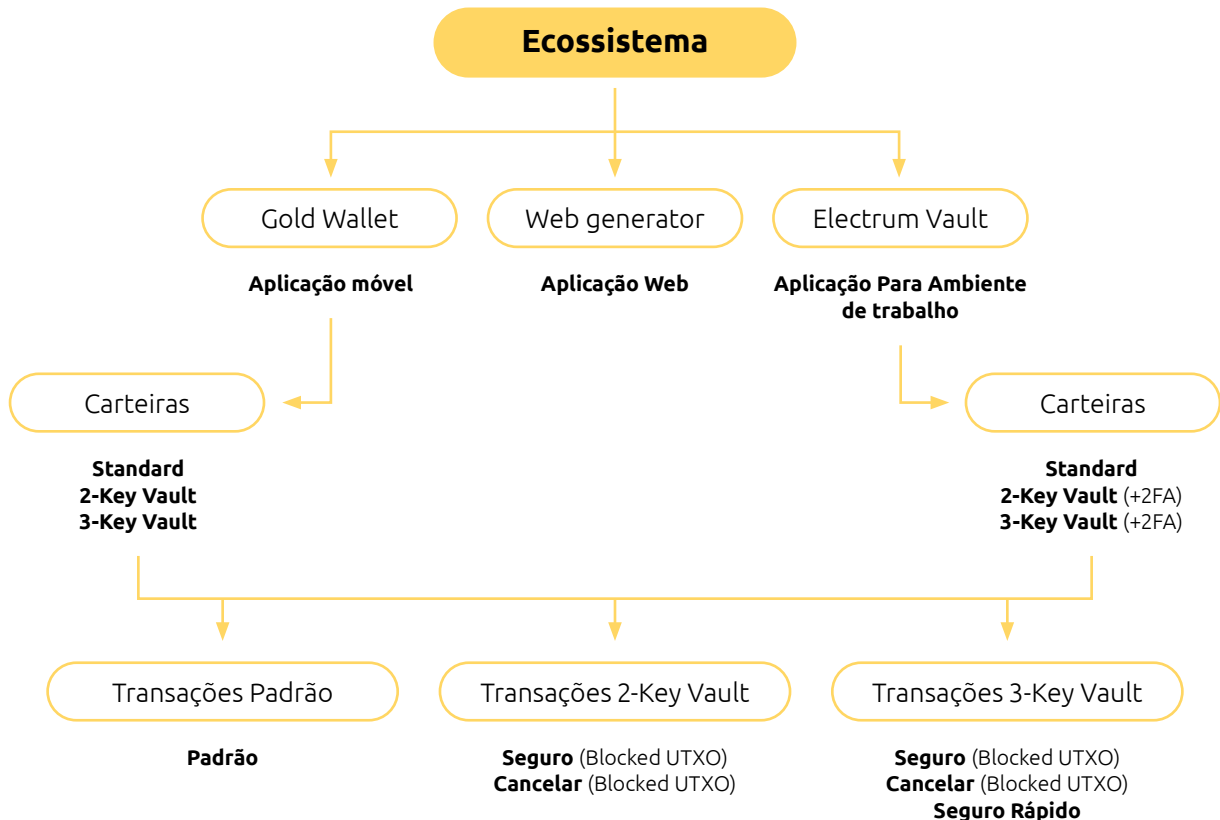 Ecossistema
Gold Wallet
Web generator
Electrum Vault
Aplicação móvel
Aplicação Web
Aplicação Para Ambiente
de trabalho
Carteiras
Carteiras
Standard
2-Key Vault
3-Key Vault
Standard
2-Key Vault (+2FA)
3-Key Vault (+2FA)
Transações Padrão
Transações 2-Key Vault
Transações 3-Key Vault
Padrão
Seguro (Blocked UTXO)
Cancelar (Blocked UTXO)
Seguro (Blocked UTXO)
Cancelar (Blocked UTXO)
Seguro Rápido